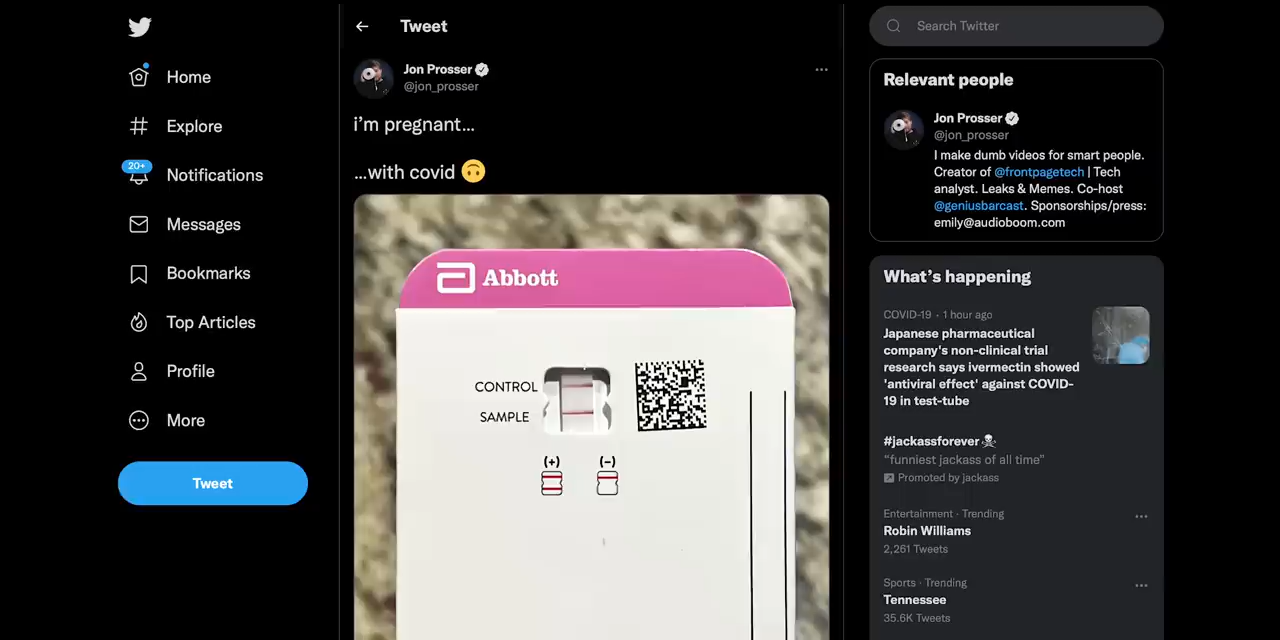 Home
Explore
20+
Notifications
Messages
Bookmarks
Top Articles
Profile
More
Tweet
Tweet
Jon Prosser
@jon_prosser
i’m pregnant…
…with covid 🙃
Abbott
CONTROL
SAMPLE
(+)
(−)
Search Twitter
Relevant people
Jon Prosser
@jon_prosser
I make dumb videos for smart people.
Creator of @frontpagetech | Tech
analyst. Leaks & Memes. Co-host
@geniusbarcast. Sponsorships/press:
emily@audioboom.com
What’s happening
COVID-19 · 1 hour ago
Japanese pharmaceutical
company's non-clinical trial
research says ivermectin showed
'antiviral effect' against COVID-
19 in test-tube
#jackassforever
“funniest jackass of all time”
Promoted by jackass
Entertainment · Trending
Robin Williams
2,261 Tweets
Sports · Trending
Tennessee
35.6K Tweets